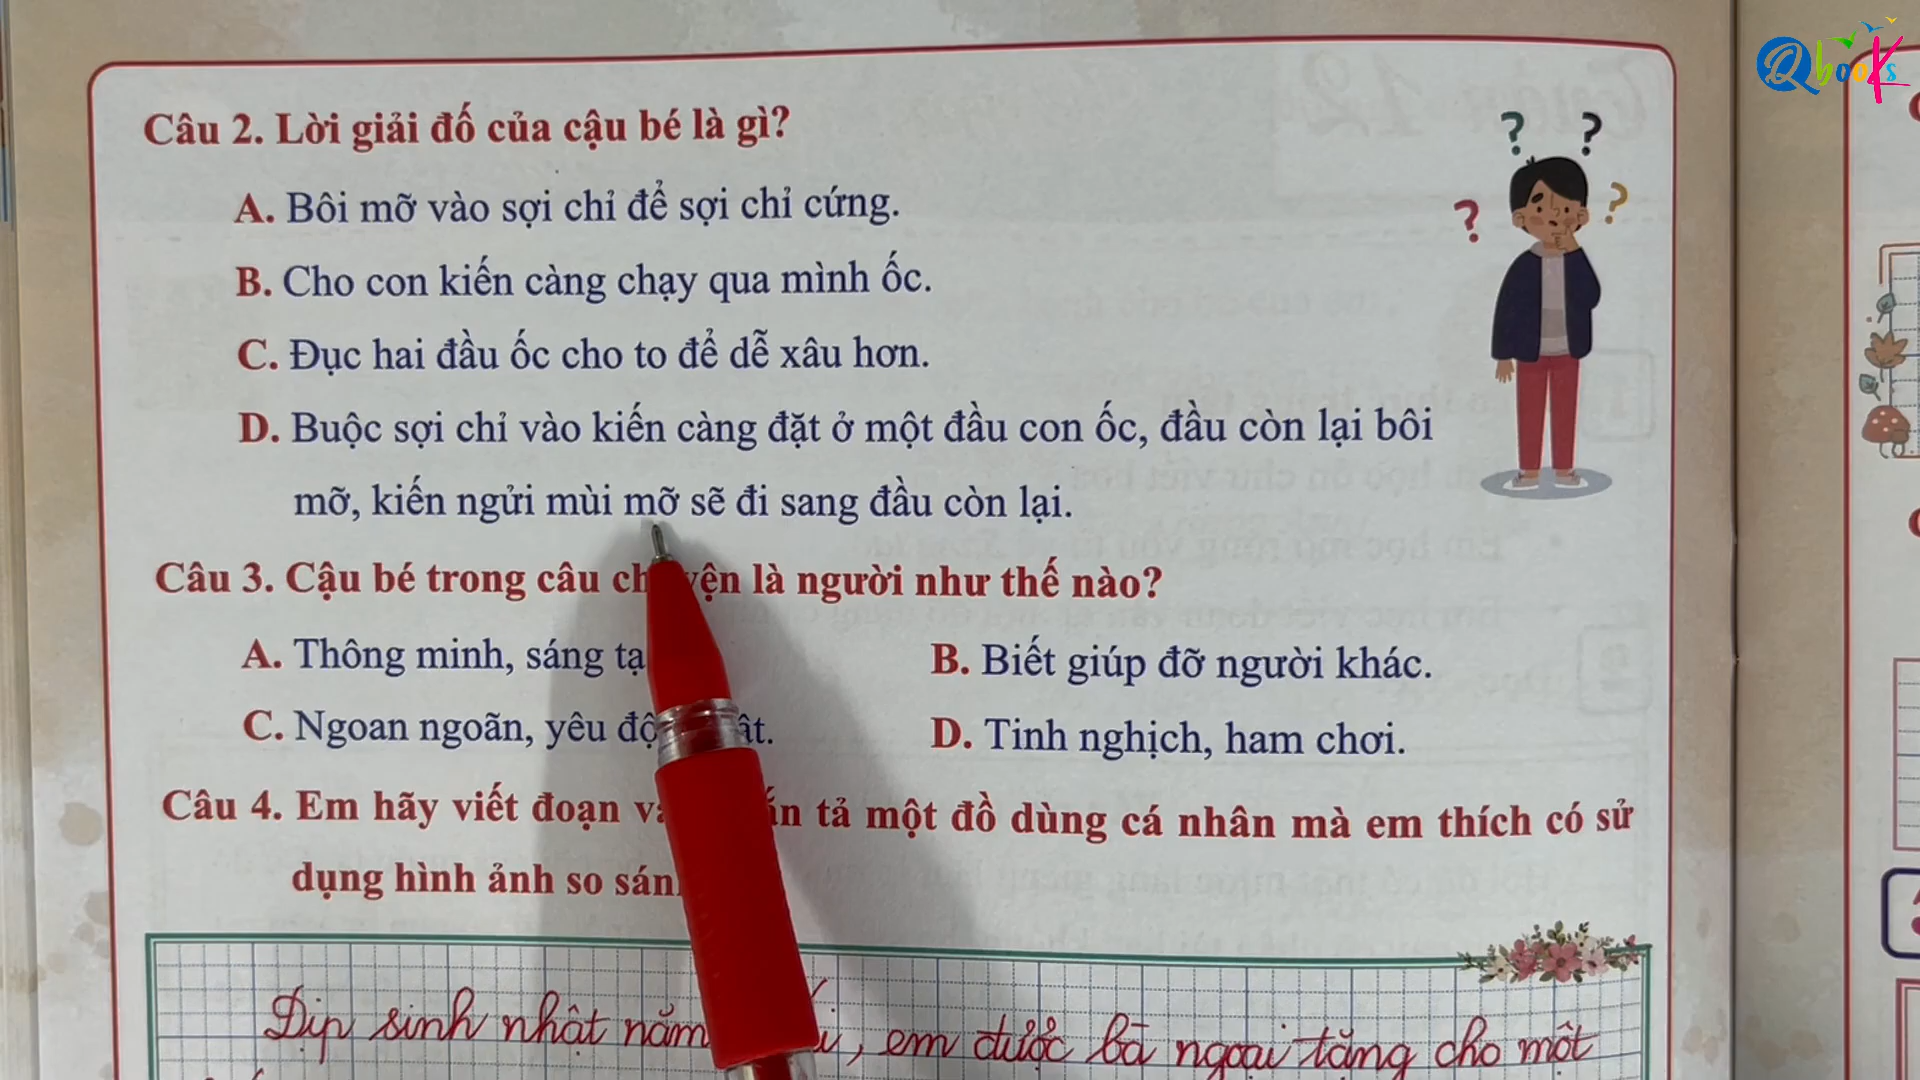 Qbooks
Câu 2. Lời giải đố của cậu bé là gì?
A. Bôi mỡ vào sợi chỉ để sợi chỉ cứng.
B. Cho con kiến càng chạy qua mình ốc.
C. Đục hai đầu ốc cho to để dễ xâu hơn.
D. Buộc sợi chỉ vào kiến càng đặt ở một đầu con ốc, đầu còn lại bôi
mỡ, kiến ngửi mùi mỡ sẽ đi sang đầu còn lại.
Câu 3. Cậu bé trong câu chuyện là người như thế nào?
A. Thông minh, sáng
B. Biết giúp đỡ người khác.
C. Ngoan ngoãn, yêu
D. Tinh nghịch, ham chơi.
Câu 4. Em hãy viết đoạn tả một đồ dùng cá nhân mà em thích có sử
dụng hình ảnh so
Dịp sinh nhật năm , em được bà ngoại tặng cho một